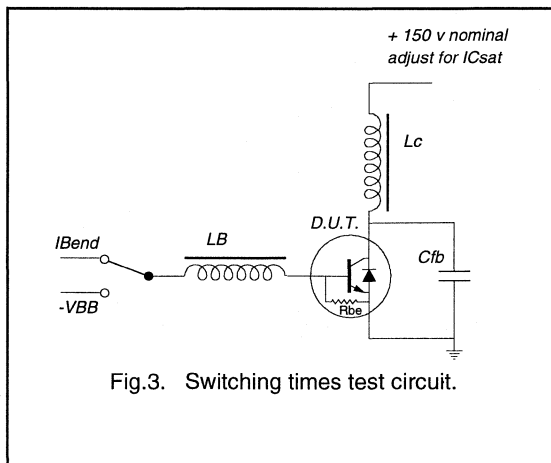 + 150 v nominal
adjust for ICsat
Lc
D.U.T.
LB
IBend
Cfb
-VBB
Rbe
Fig.3. Switching times test circuit.